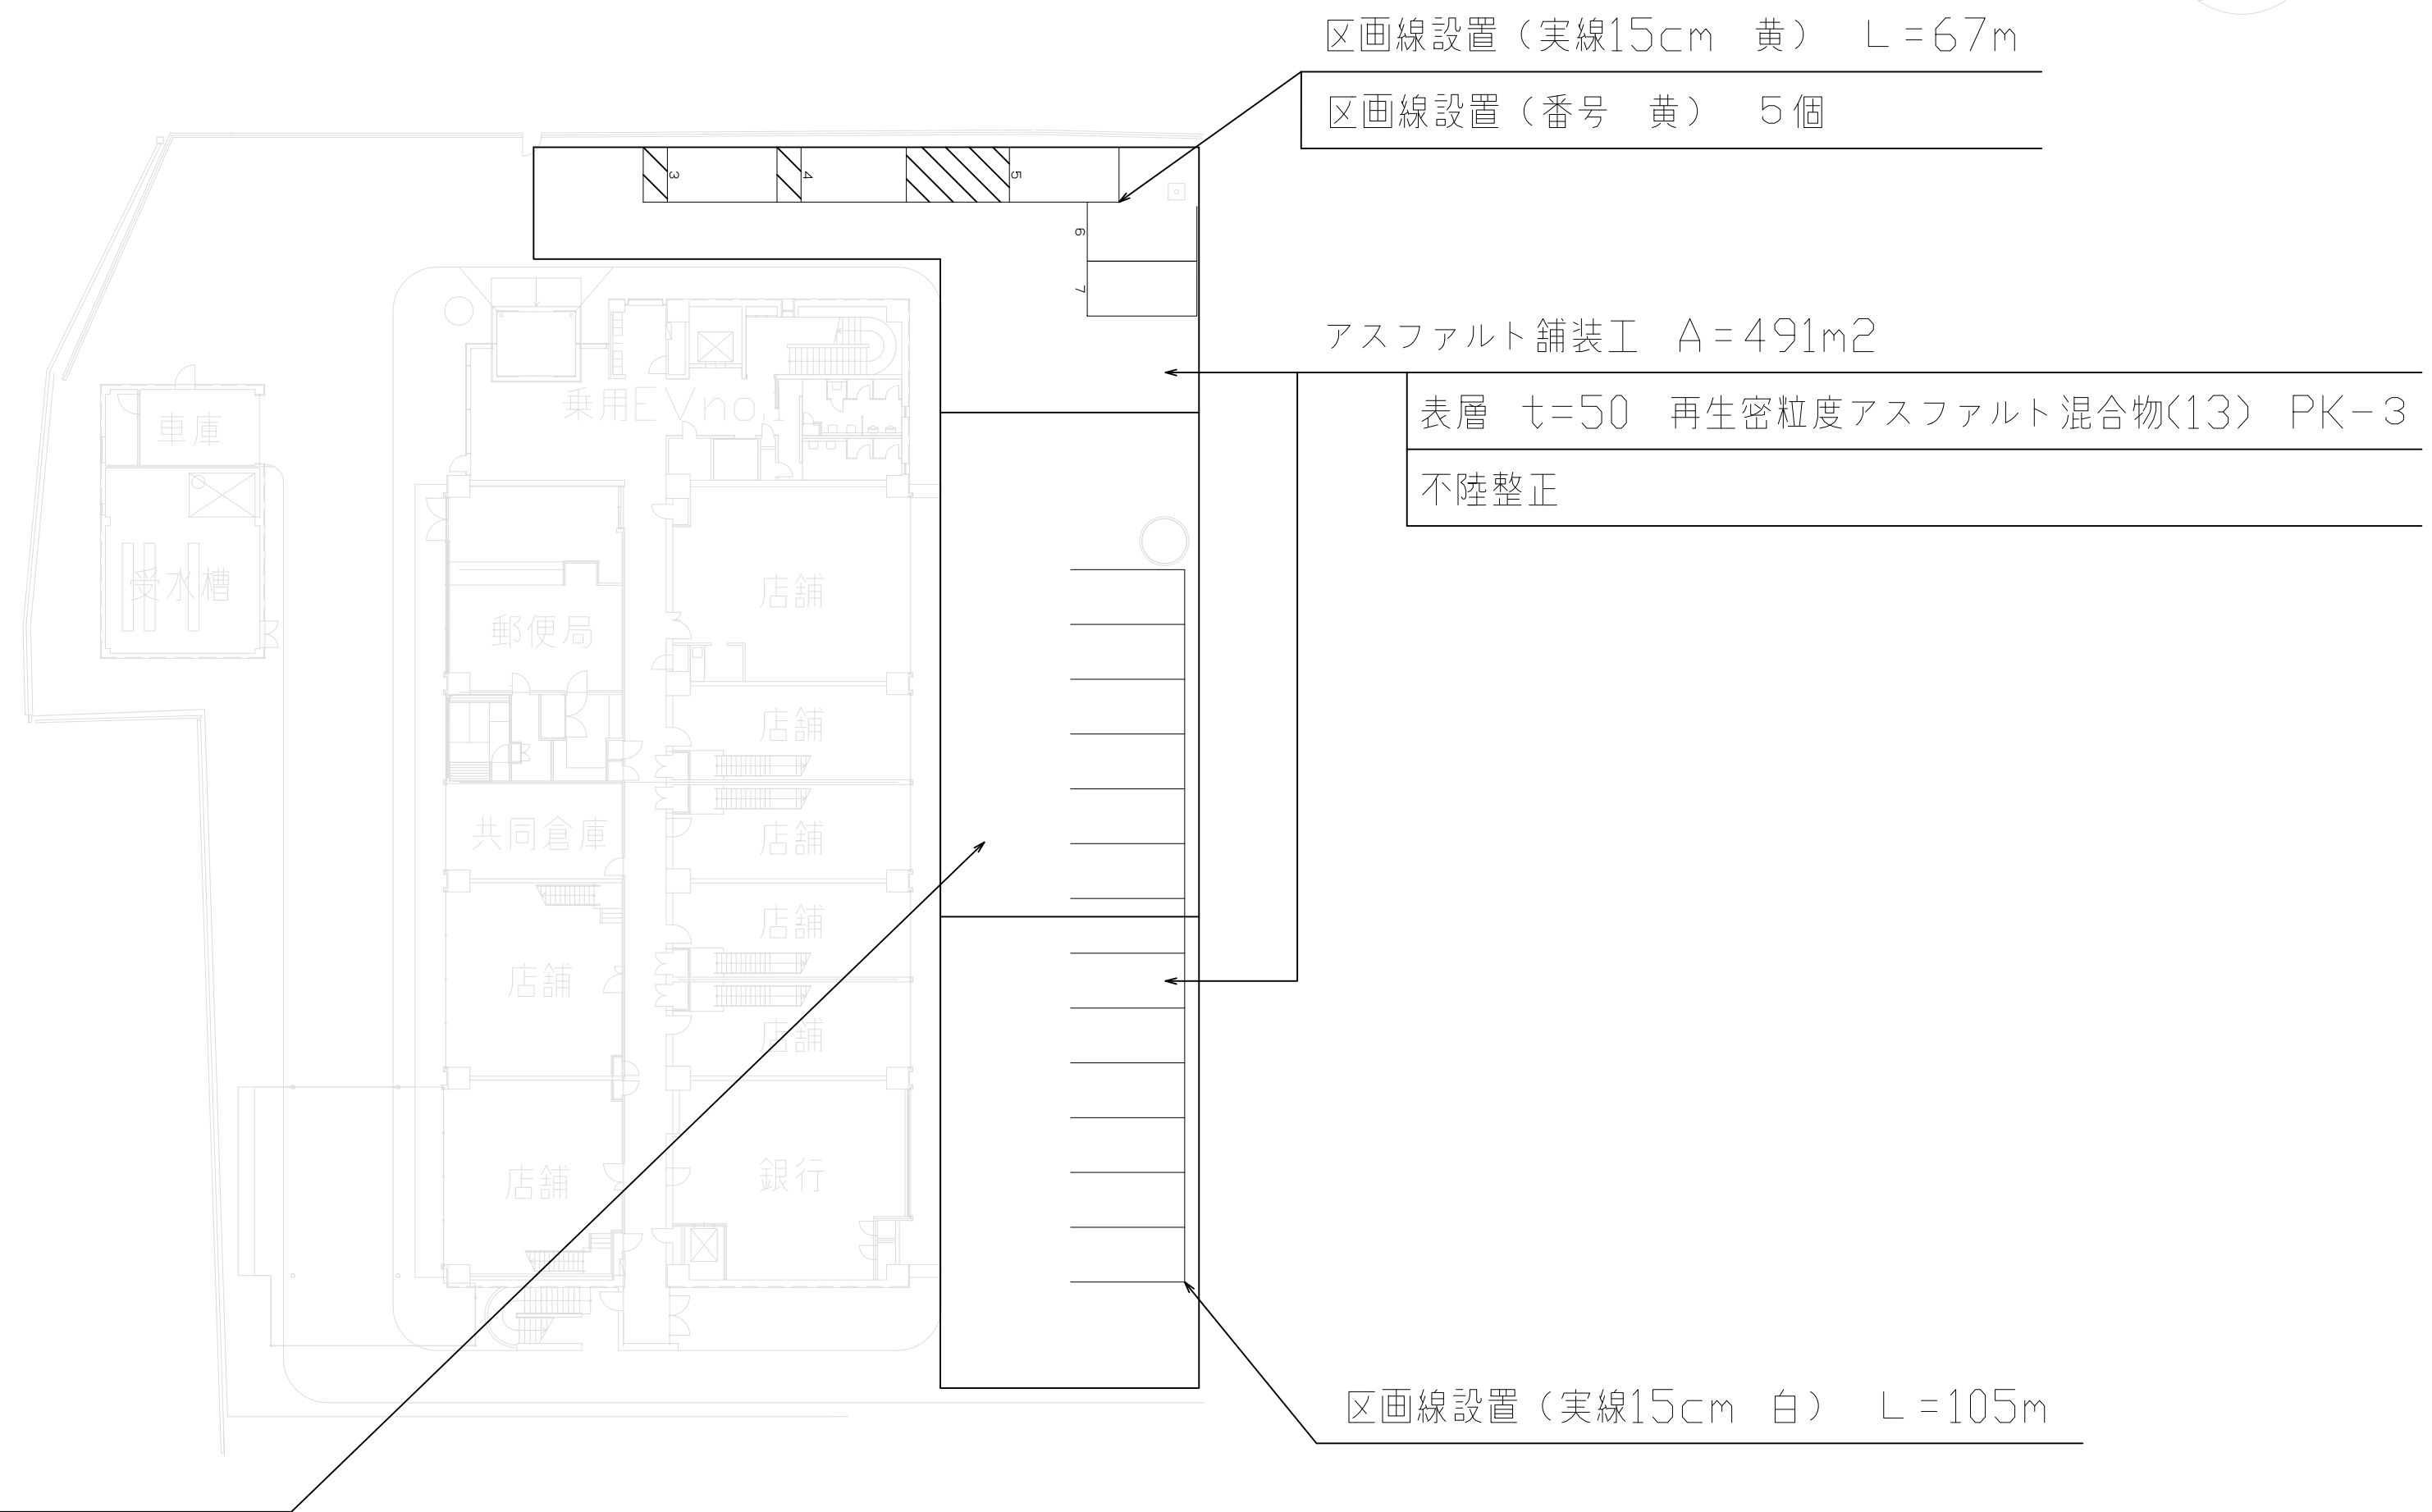 区画線設置(実線15cm 黄) L=67m
区画線設置(番号 黄) 5個
3
4
5
6
7
アスファルト舗装工 A=491m2
表層 t=50 再生密粒度アスファルト混合物(13) PK-3
不陸整正
乗用EVno1
車庫
受水槽
郵便局
店舗
店舗
共同倉庫
店舗
店舗
店舗
店舗
店舗
銀行
区画線設置(実線15cm 白) L=105m